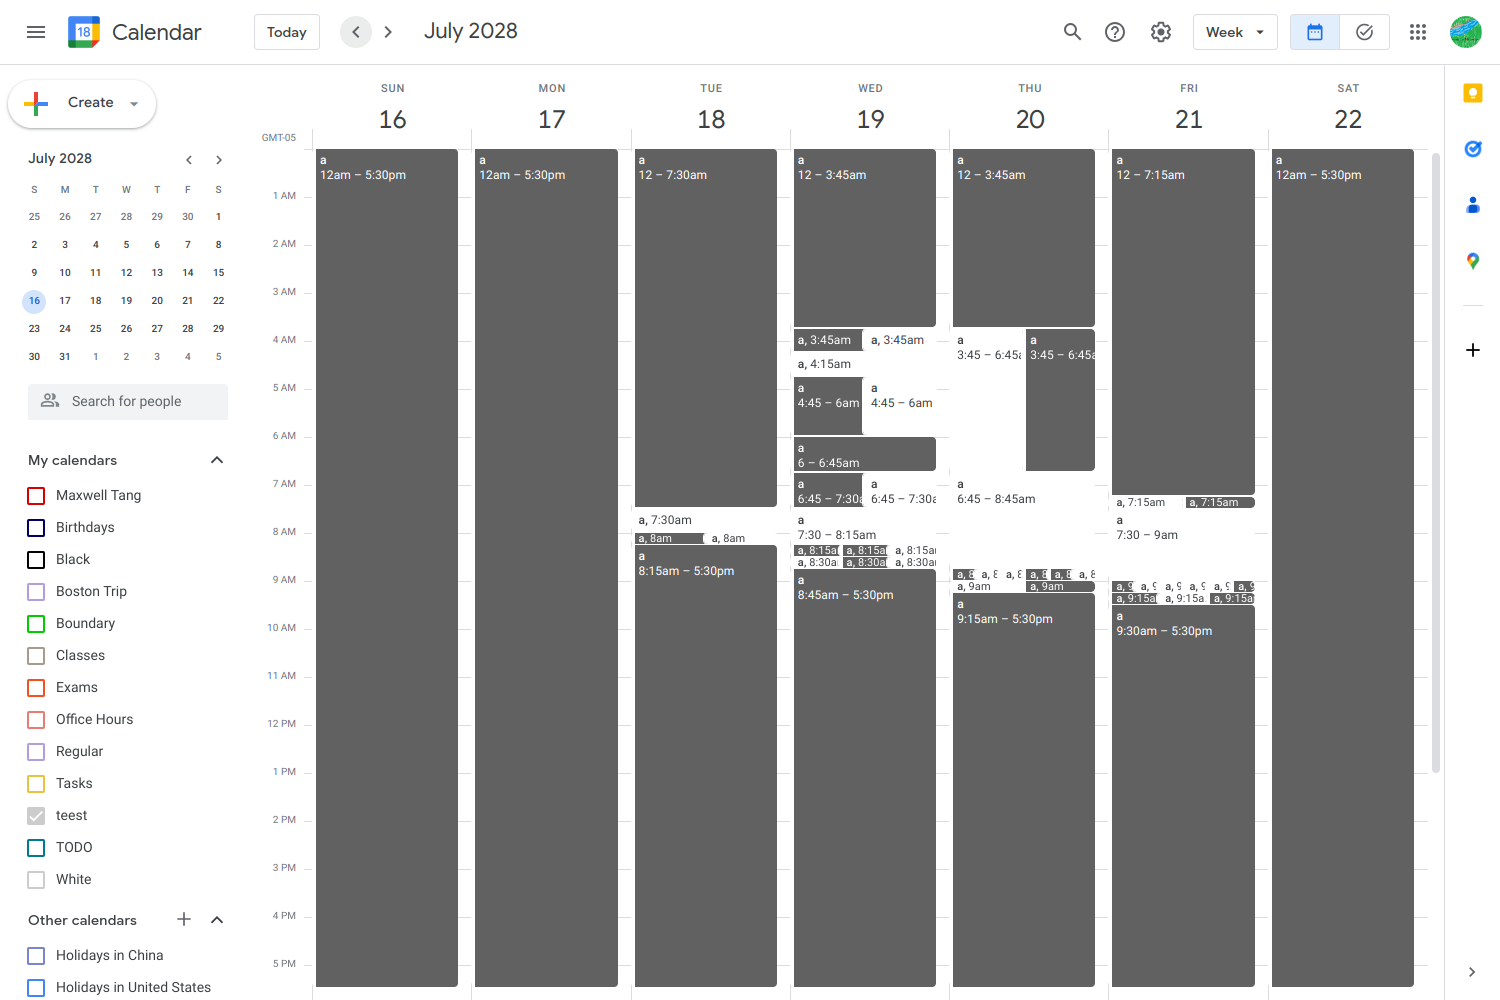 18 Calendar Today July 2028 Week
Create
July 2028
S M T W T F S
25 26 27 28 29 30 1
2 3 4 5 6 7 8
9 10 11 12 13 14 15
16 17 18 19 20 21 22
23 24 25 26 27 28 29
30 31 1 2 3 4 5
Search for people
My calendars
Maxwell Tang
Birthdays
Black
Boston Trip
Boundary
Classes
Exams
Office Hours
Regular
Tasks
teest
TODO
White
Other calendars
Holidays in China
Holidays in United States
SUN MON TUE WED THU FRI SAT
16 17 18 19 20 21 22
GMT-05
1 AM
2 AM
3 AM
4 AM
5 AM
6 AM
7 AM
8 AM
9 AM
10 AM
11 AM
12 PM
1 PM
2 PM
3 PM
4 PM
5 PM
a
12am – 5:30pm
a
12am – 5:30pm
a
12 – 7:30am
a, 7:30am
a, 8am a, 8am
a
8:15am – 5:30pm
a
12 – 3:45am
a, 3:45am a, 3:45am
a, 4:15am
a a
4:45 – 6am 4:45 – 6am
a
6 – 6:45am
a a
6:45 – 7:30a 6:45 – 7:30a
a
7:30 – 8:15am
a, 8:15a a, 8:15a a, 8:15a
a, 8:30a a, 8:30a a, 8:30a
a
8:45am – 5:30pm
a
12 – 3:45am
a a
3:45 – 6:45a 3:45 – 6:45a
a
6:45 – 8:45am
a, 8 a, 8 a, 8 a, 8 a, 8 a, 8
a, 9am a, 9am
a
9:15am – 5:30pm
a
12 – 7:15am
a, 7:15am a, 7:15am
a
7:30 – 9am
a, 9 a, 9 a, 9 a, 9 a, 9 a, 9
a, 9:15a a, 9:15a a, 9:15a
a
9:30am – 5:30pm
a
12am – 5:30pm